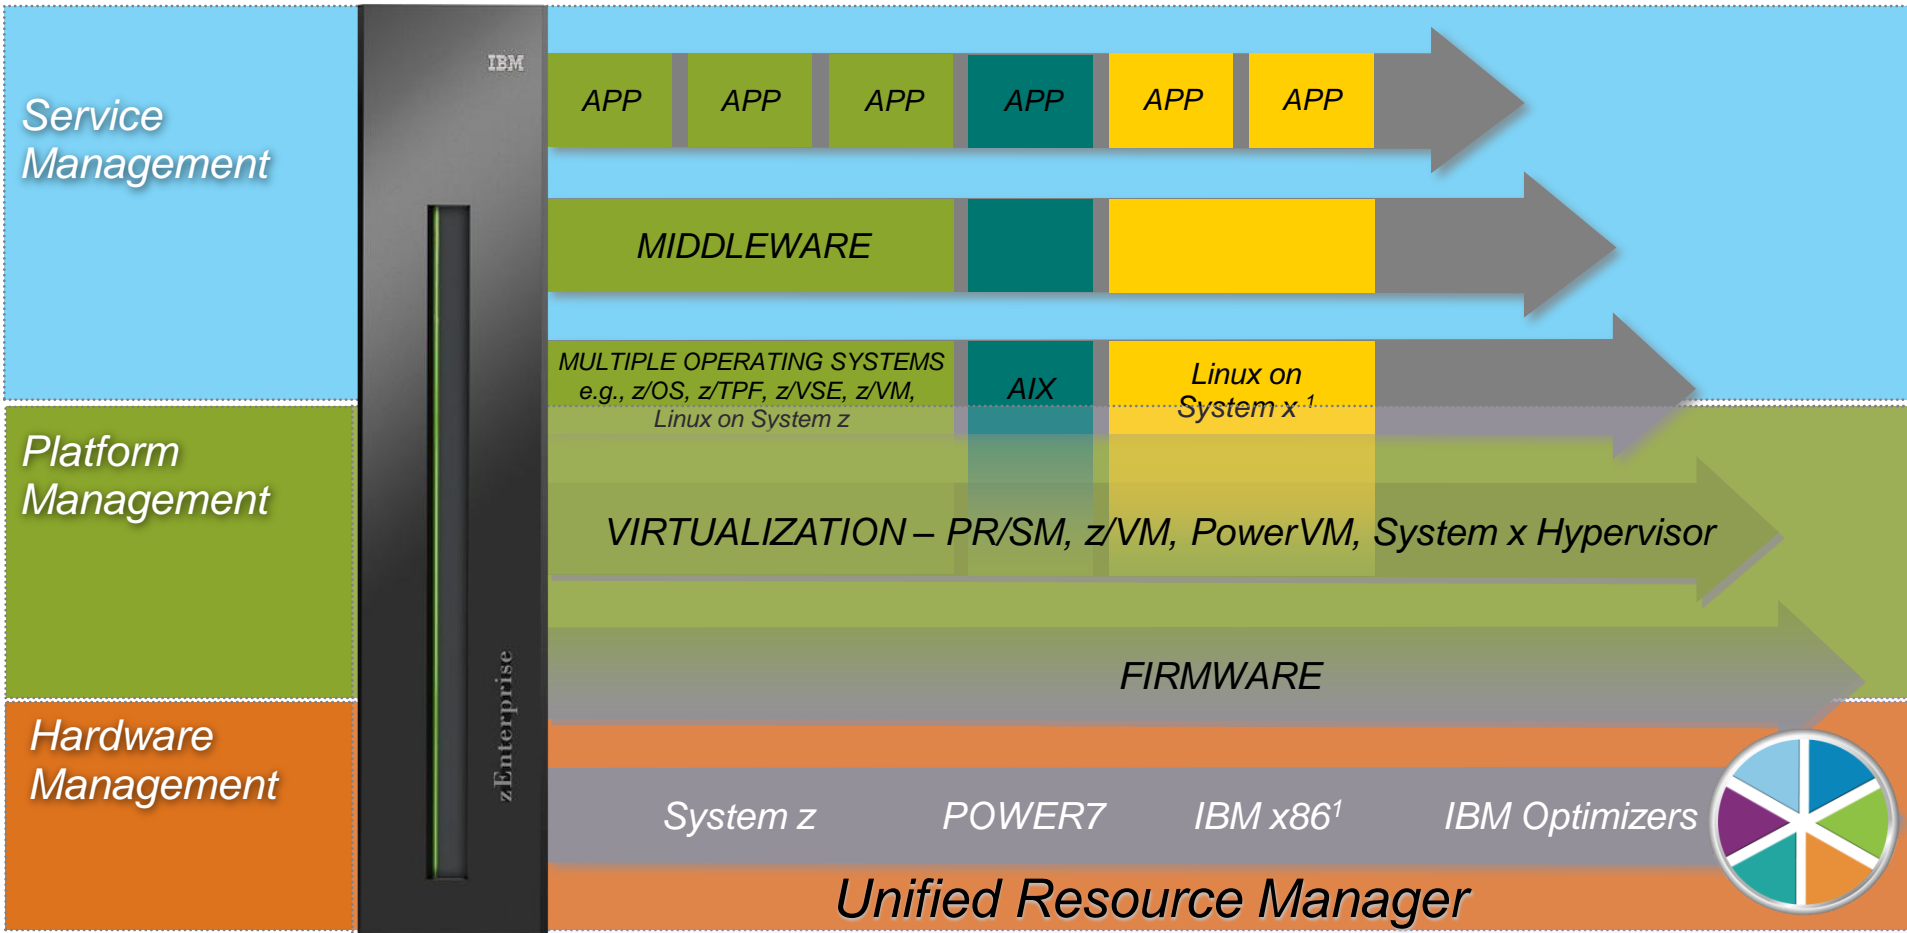 Service
Management
IBM
APP APP APP APP APP APP
MIDDLEWARE
MULTIPLE OPERATING SYSTEMS
e.g., z/OS, z/TPF, z/VSE, z/VM,
Linux on System z
AIX
Linux on
System x 1
Platform
Management
VIRTUALIZATION – PR/SM, z/VM, PowerVM, System x Hypervisor
FIRMWARE
zEnterprise
Hardware
Management
System z POWER7 IBM x86¹ IBM Optimizers
Unified Resource Manager